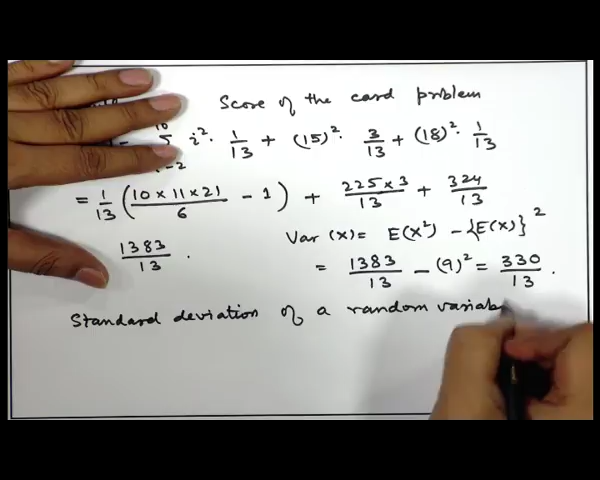 Score of the card problem
10
Σ i². 1/13 + (15)². 3/13 + (18)². 1/13
= 1/13 (10 × 11 × 21 / 6 - 1) + 225 × 3 / 13 + 324 / 13
1383 / 13 . Var (X) = E(X²) - {E(X)}²
= 1383 / 13 - (9)² = 330 / 13 .
Standard deviation of a random variab